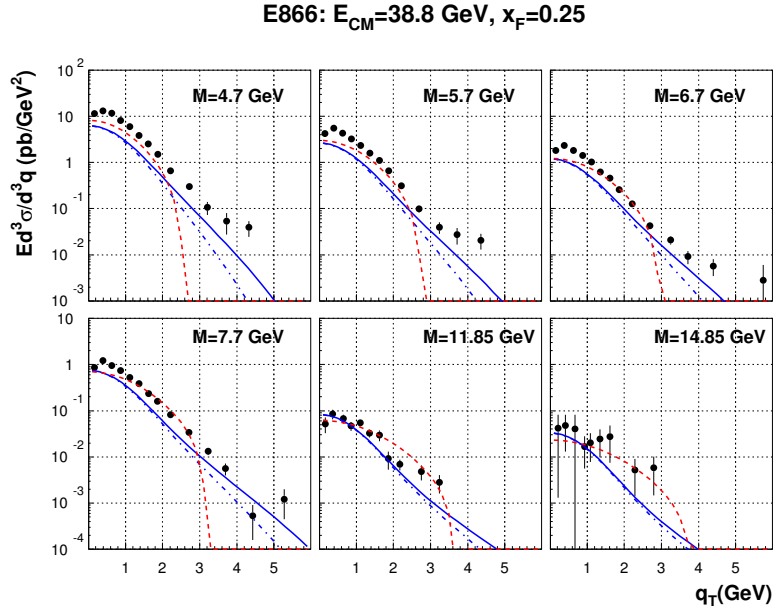 E866: E_CM=38.8 GeV, x_F=0.25
Ed³σ/d³q (pb/GeV²)
10²
10
1
10⁻¹
10⁻²
10⁻³
M=4.7 GeV
M=5.7 GeV
M=6.7 GeV
10
1
10⁻¹
10⁻²
10⁻³
10⁻⁴
M=7.7 GeV
M=11.85 GeV
M=14.85 GeV
1 2 3 4 5
1 2 3 4 5
1 2 3 4 5
q_T(GeV)